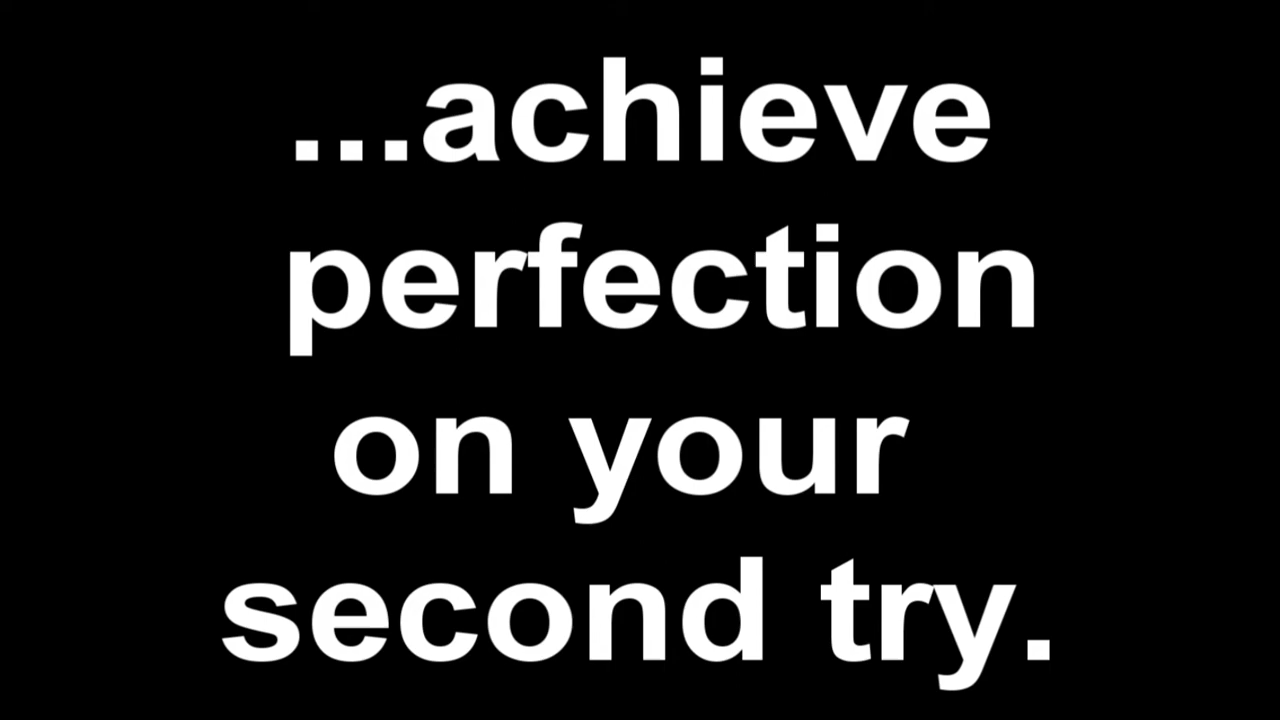 ...achieve
perfection
on your
second try.